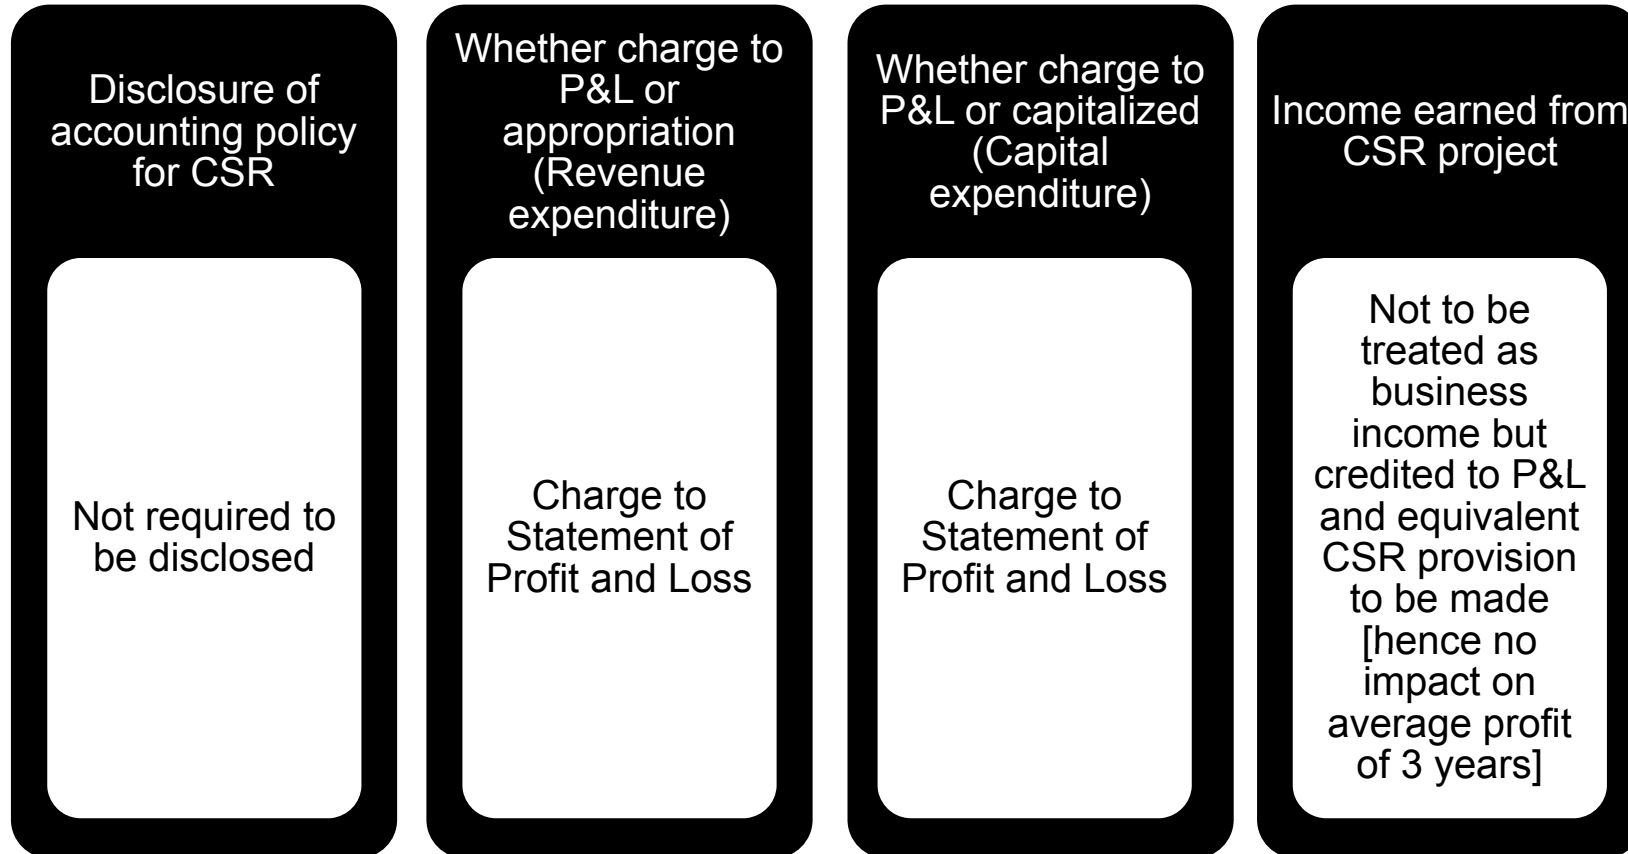 Disclosure of
accounting policy
for CSR
Not required to
be disclosed
Whether charge to
P&L or
appropriation
(Revenue
expenditure)
Charge to
Statement of
Profit and Loss
Whether charge to
P&L or capitalized
(Capital
expenditure)
Charge to
Statement of
Profit and Loss
Income earned from
CSR project
Not to be
treated as
business
income but
credited to P&L
and equivalent
CSR provision
to be made
[hence no
impact on
average profit
of 3 years]